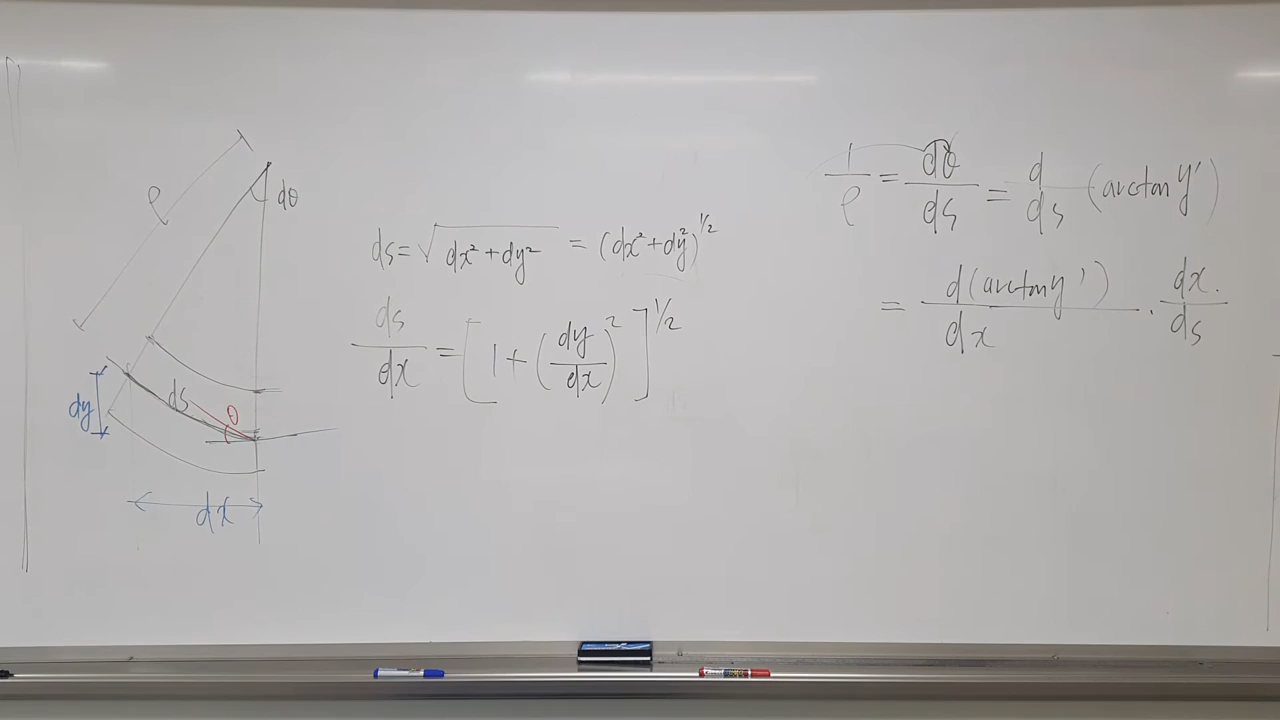 ρ
dθ
ds
θ
dy
dx
ds = √(dx² + dy²) = (dx² + dy²)^1/2
ds/dx = [1 + (dy/dx)²]^1/2
1/ρ = dθ/ds = d/ds (arctan y')
= d(arctan y')/dx · dx/ds